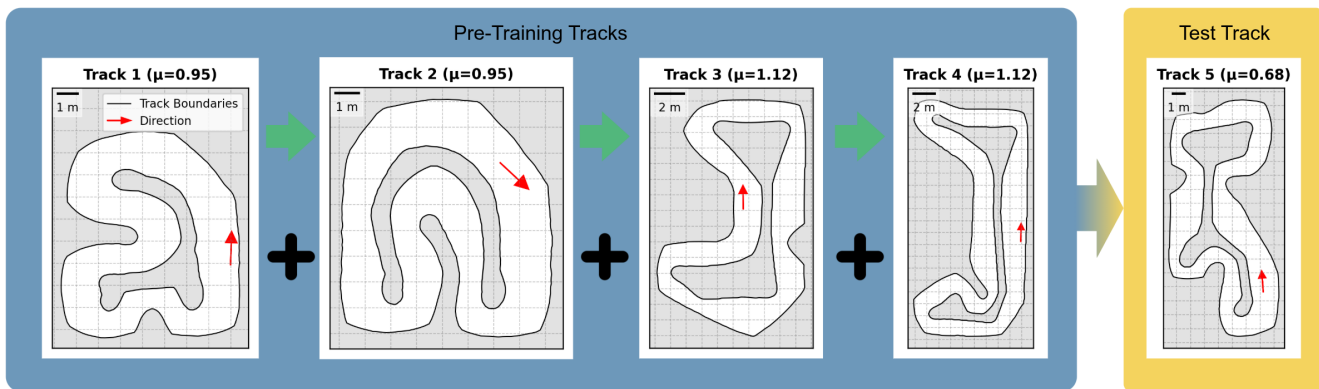 Pre-Training Tracks
Test Track
Track 1 (μ=0.95)
1 m
Track Boundaries
Direction
Track 2 (μ=0.95)
1 m
Track 3 (μ=1.12)
2 m
Track 4 (μ=1.12)
2 m
Track 5 (μ=0.68)
1 m